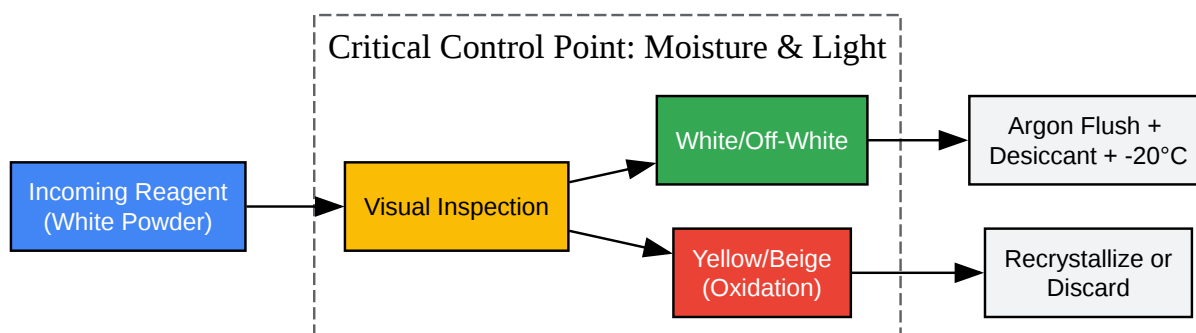 Critical Control Point: Moisture & Light
Incoming Reagent
(White Powder)
Visual Inspection
White/Off-White
Argon Flush +
Desiccant + -20°C
Yellow/Beige
(Oxidation)
Recrystallize or
Discard